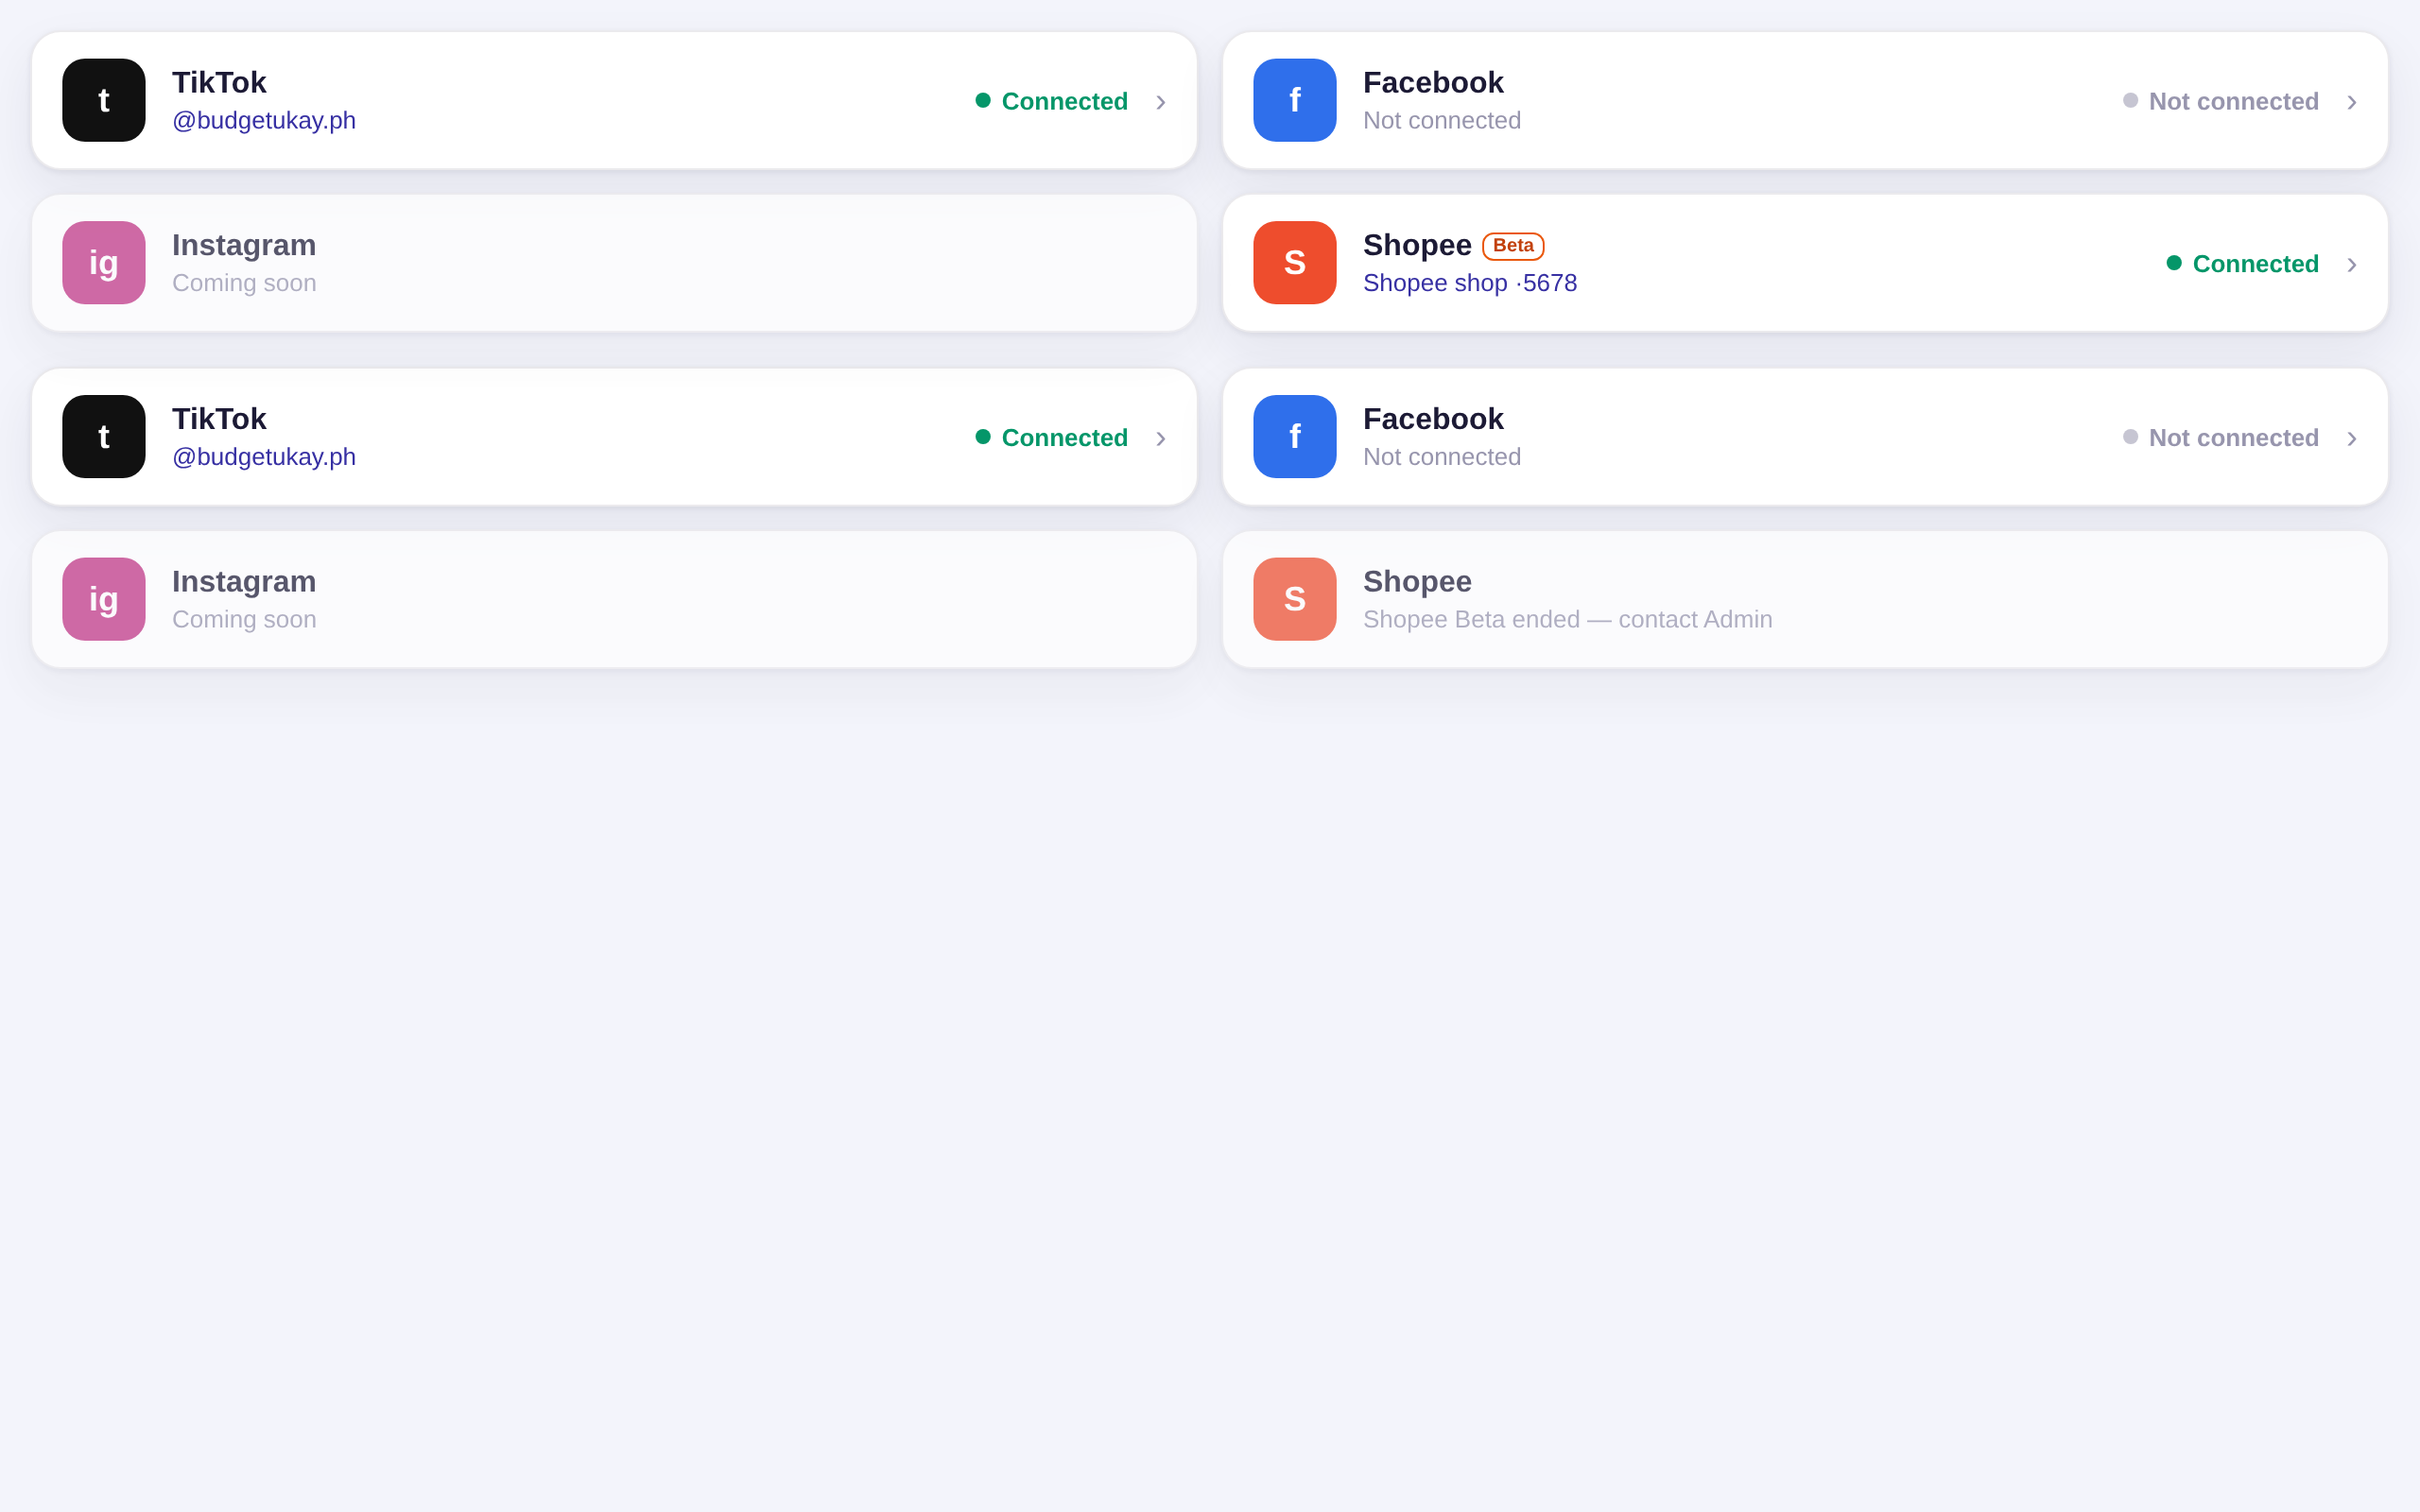 t
TikTok
@budgetukay.ph
Connected ›
f
Facebook
Not connected
Not connected ›
ig
Instagram
Coming soon
S
Shopee Beta
Shopee shop ·5678
Connected ›
t
TikTok
@budgetukay.ph
Connected ›
f
Facebook
Not connected
Not connected ›
ig
Instagram
Coming soon
S
Shopee
Shopee Beta ended — contact Admin